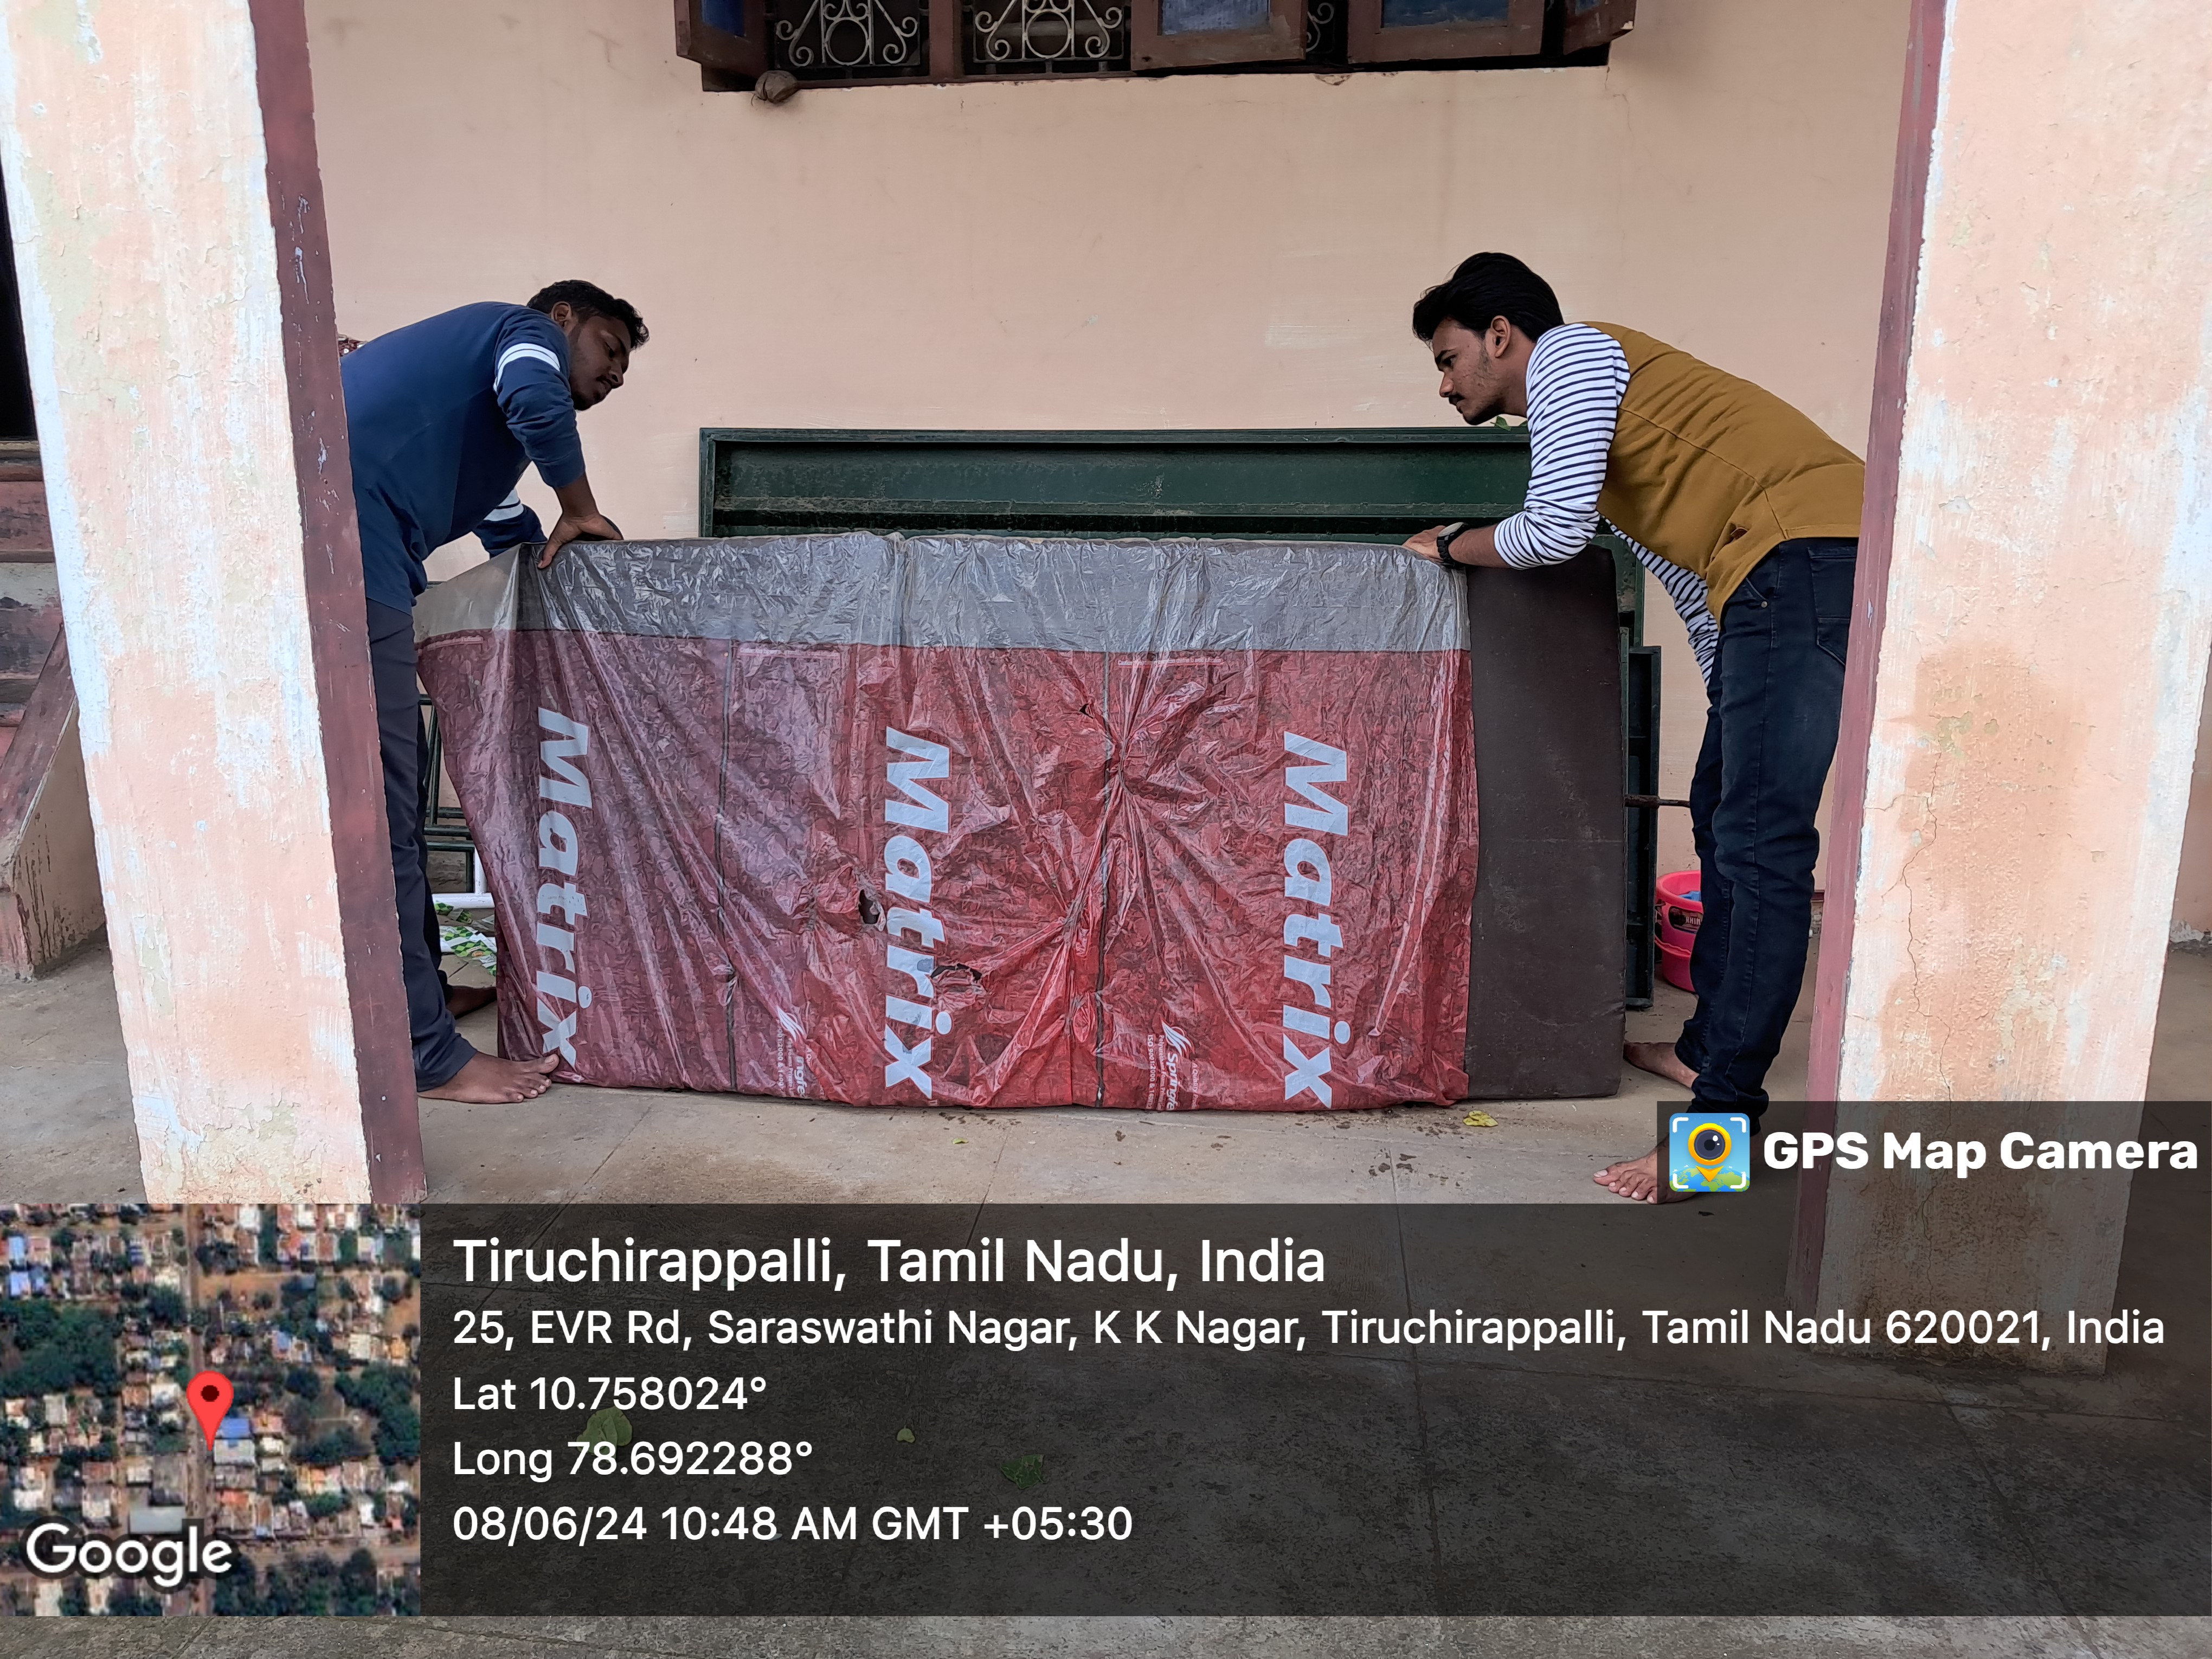 Matrix
Matrix
Matrix
GPS Map Camera
Tiruchirappalli, Tamil Nadu, India
25, EVR Rd, Saraswathi Nagar, K K Nagar, Tiruchirappalli, Tamil Nadu 620021, India
Lat 10.758024°
Long 78.692288°
08/06/24 10:48 AM GMT +05:30
Google